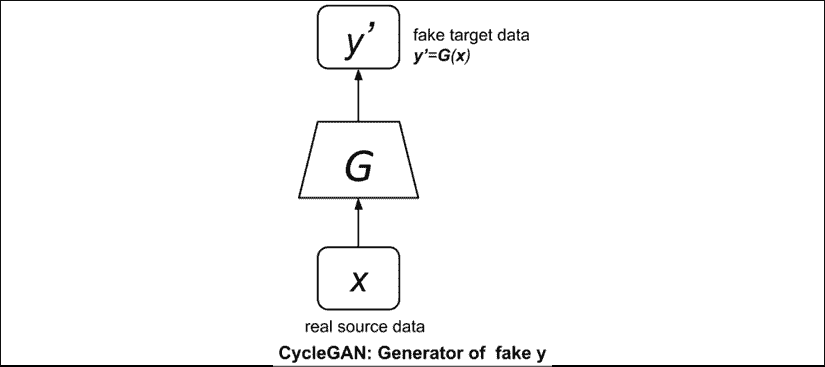 y’
fake target data
y’=G(x)
G
x
real source data
CycleGAN: Generator of fake y